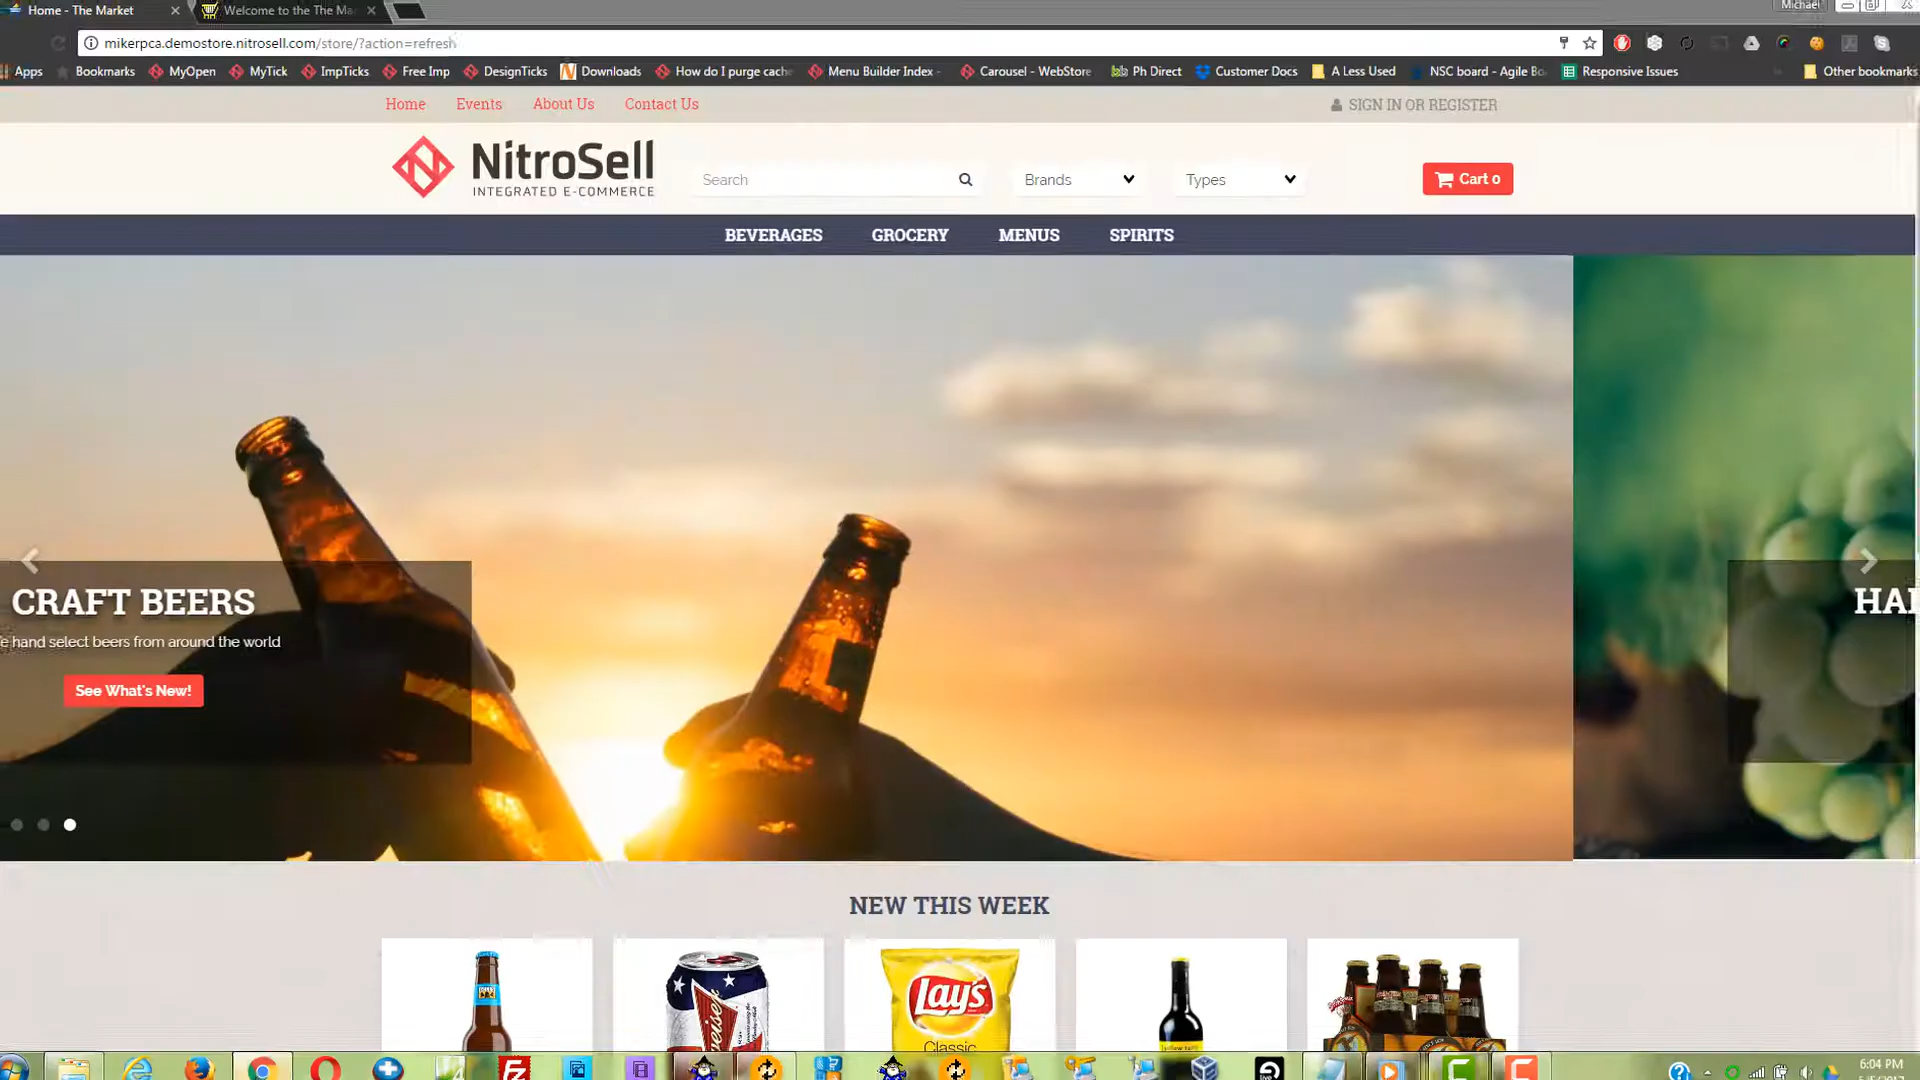 Home - The Market
Welcome to the The Ma
Michael
mikerpca.demostore.nitrosell.com/store/?action=refresh
Apps Bookmarks MyOpen MyTick ImpTicks Free Imp DesignTicks Downloads How do I purge cach Menu Builder Index - Carousel - WebStore bb Ph Direct Customer Docs A Less Used NSC board - Agile Bo Responsive Issues Other bookmarks
Home Events About Us Contact Us SIGN IN OR REGISTER
NitroSell
INTEGRATED E-COMMERCE
Search Brands Types Cart 0
BEVERAGES GROCERY MENUS SPIRITS
CRAFT BEERS
e hand select beers from around the world
See What's New!
HA
NEW THIS WEEK
Lay's
Classic
6:04 PM